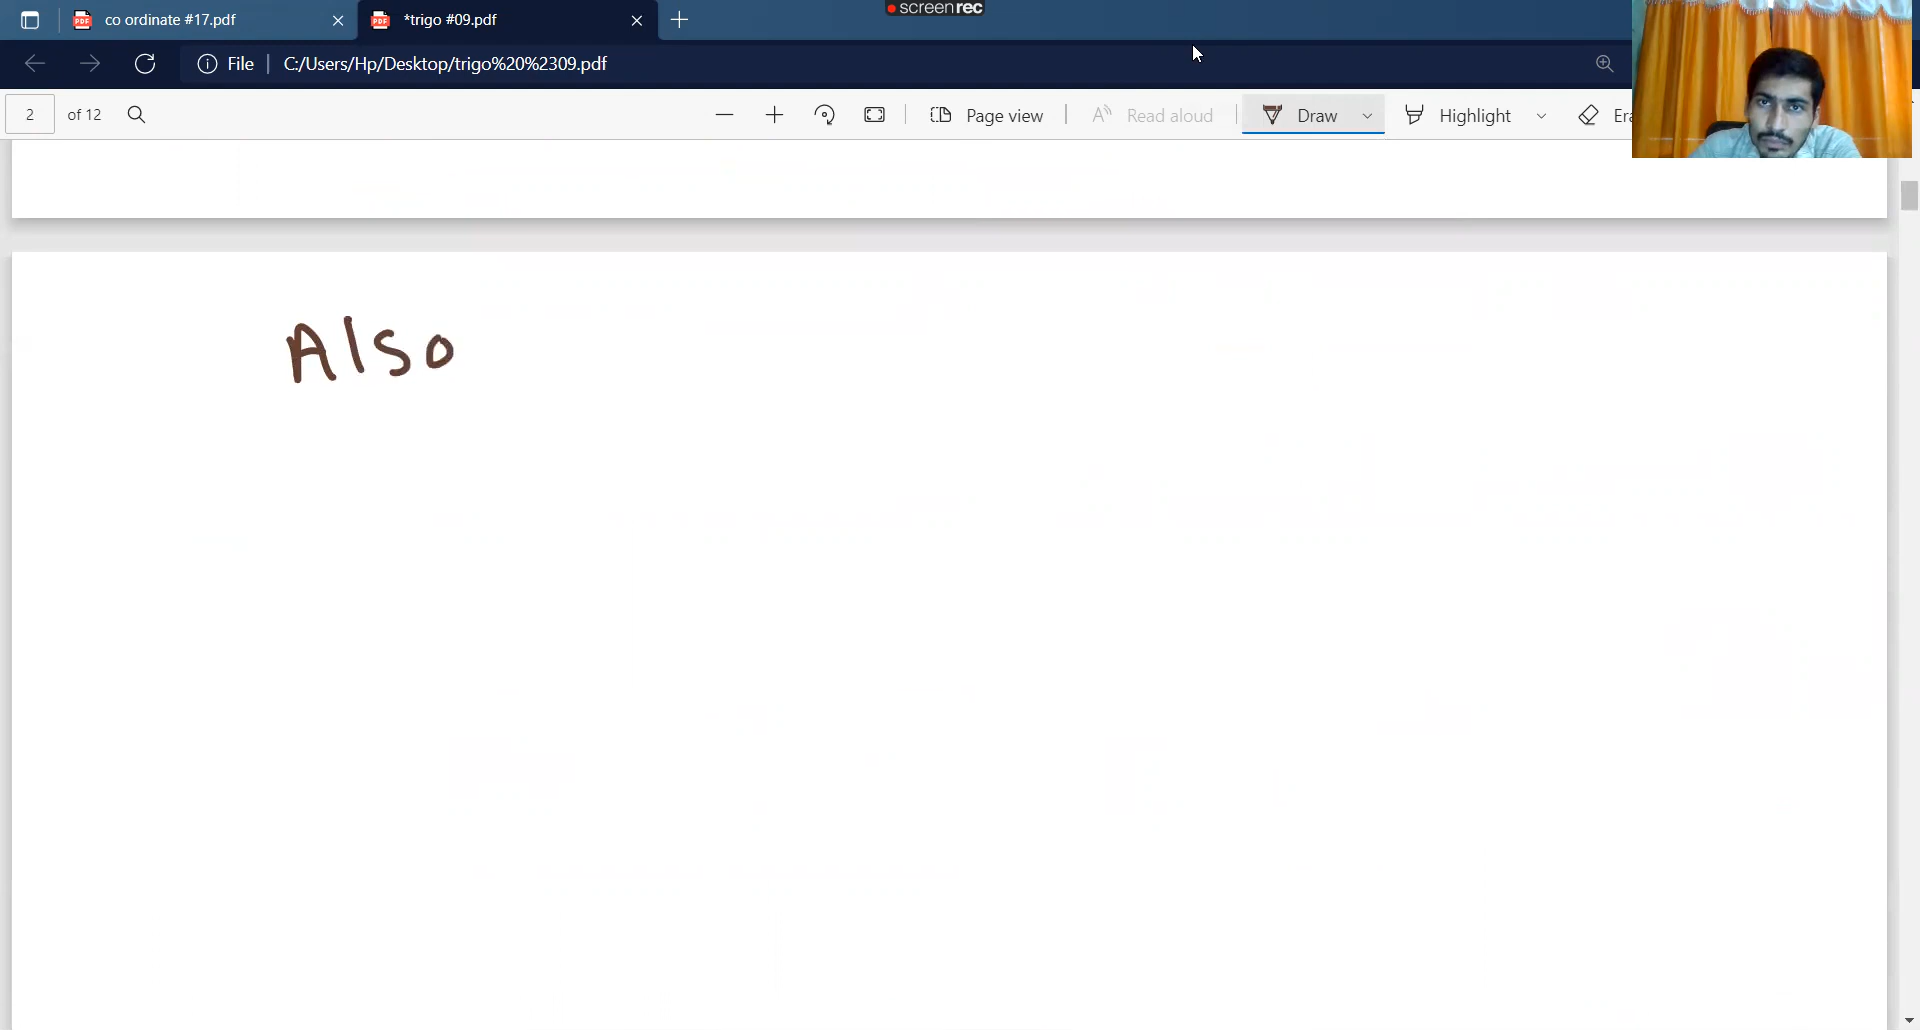 co ordinate #17.pdf
*trigo #09.pdf
screenrec
File
C:/Users/Hp/Desktop/trigo%20%2309.pdf
2 of 12
Page view
Read aloud
Draw
Highlight
Er
Also